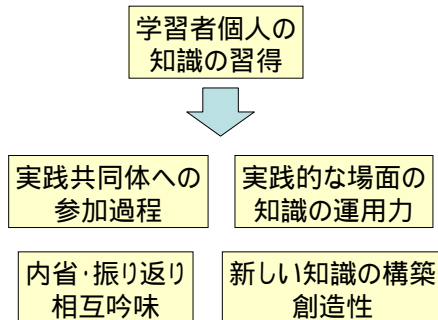 学習者個人の
知識の習得
実践共同体への
参加過程
実践的な場面の
知識の運用力
内省・振り返り
相互吟味
新しい知識の構築
創造性